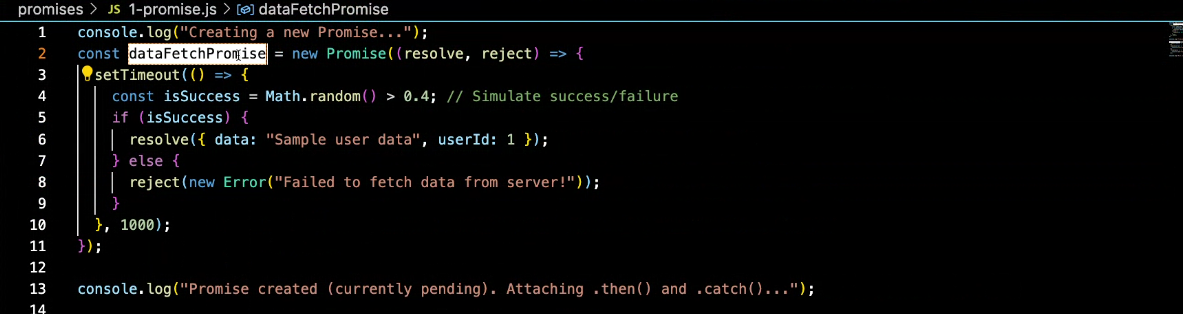 promises > JS 1-promise.js > dataFetchPromise
1 console.log("Creating a new Promise...");
2 const dataFetchPromise = new Promise((resolve, reject) => {
3 setTimeout(() => {
4 const isSuccess = Math.random() > 0.4; // Simulate success/failure
5 if (isSuccess) {
6 resolve({ data: "Sample user data", userId: 1 });
7 } else {
8 reject(new Error("Failed to fetch data from server!"));
9 }
10 }, 1000);
11 });
12
13 console.log("Promise created (currently pending). Attaching .then() and .catch()...");
14